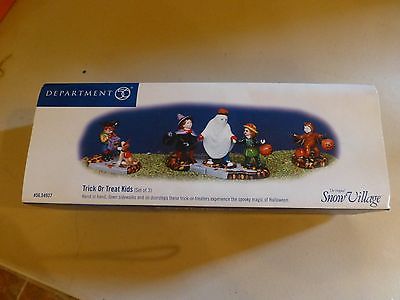 DEPARTMENT 56
Trick Or Treat Kids (Set of 3)
#56.54937
Hand in hand, down sidewalks and on doorsteps these trick-or-treaters experience the spooky magic of Halloween.
The Original
Snow Village